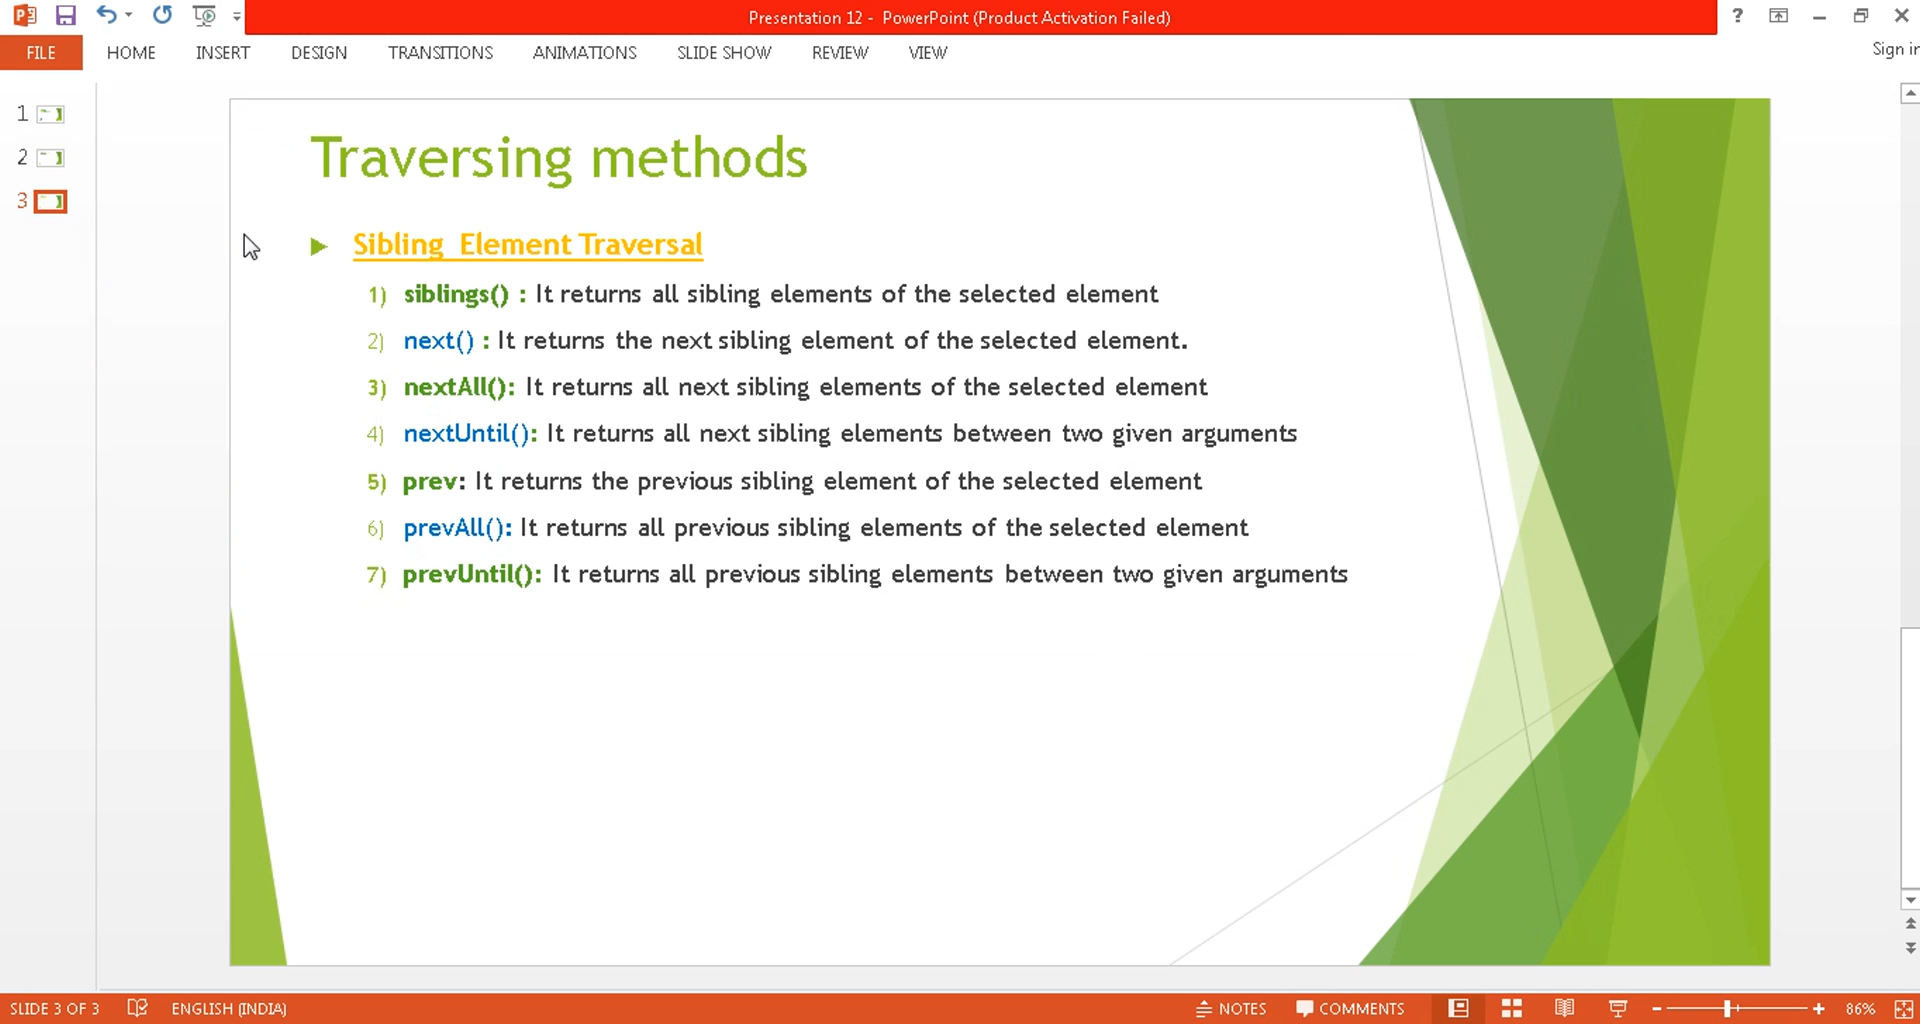 Presentation 12 - PowerPoint (Product Activation Failed)
?
FILE HOME INSERT DESIGN TRANSITIONS ANIMATIONS SLIDE SHOW REVIEW VIEW Sign in
1
2
3
Traversing methods
Sibling Element Traversal
1) siblings() : It returns all sibling elements of the selected element
2) next() : It returns the next sibling element of the selected element.
3) nextAll(): It returns all next sibling elements of the selected element
4) nextUntil(): It returns all next sibling elements between two given arguments
5) prev: It returns the previous sibling element of the selected element
6) prevAll(): It returns all previous sibling elements of the selected element
7) prevUntil(): It returns all previous sibling elements between two given arguments
SLIDE 3 OF 3 ENGLISH (INDIA) NOTES COMMENTS 86%